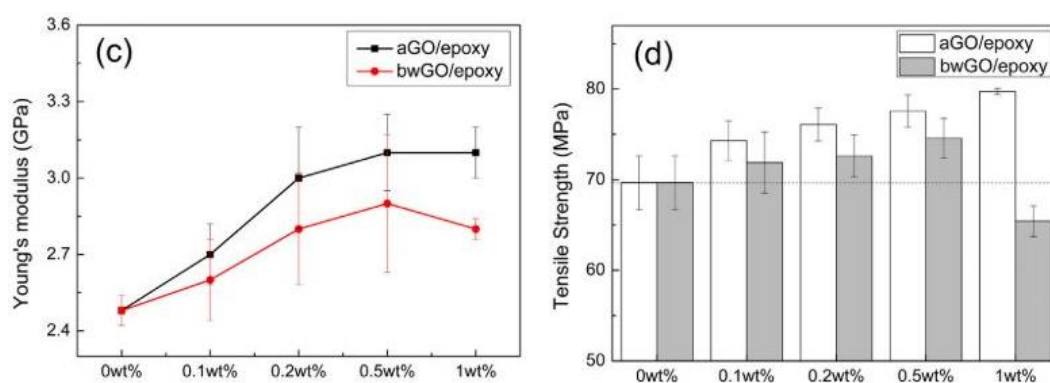 (c)
aGO/epoxy
bwGO/epoxy
Young's modulus (GPa)
3.6
3.3
3.0
2.7
2.4
0wt% 0.1wt% 0.2wt% 0.5wt% 1wt%
(d)
aGO/epoxy
bwGO/epoxy
Tensile Strength (MPa)
80
70
60
50
0wt% 0.1wt% 0.2wt% 0.5wt% 1wt%